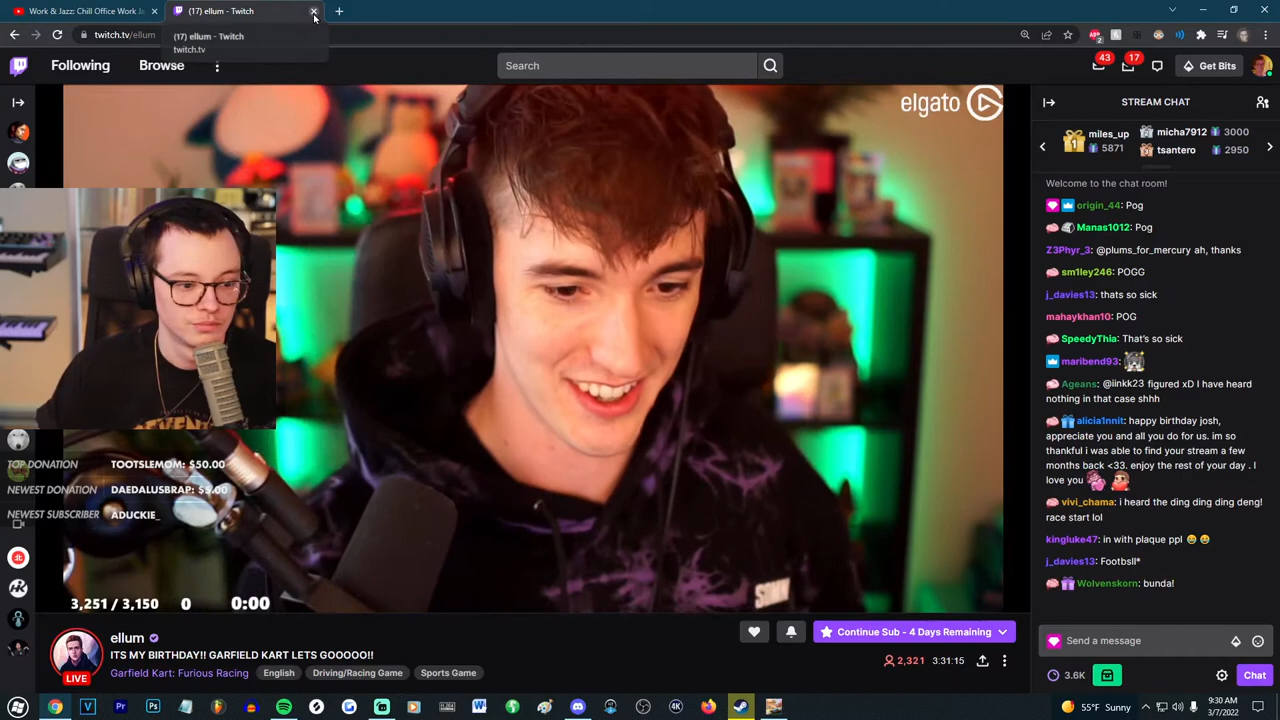 Work & Jazz: Chill Office Work Ja
(17) ellum - Twitch
twitch.tv/ellum
(17) ellum - Twitch
twitch.tv
2
Following
Browse
Search
43
17
Get Bits
elgato
STREAM CHAT
miles_up
5871
micha7912 3000
tsantero 2950
Welcome to the chat room!
origin_44: Pog
Manas1012: Pog
Z3Phyr_3: @plums_for_mercury ah, thanks
sm1ley246: POGG
j_davies13: thats so sick
mahaykhan10: POG
SpeedyThia: That's so sick
maribend93:
Ageans: @iinkk23 figured xD I have heard
nothing in that case shhh
alicia1nnit: happy birthday josh,
appreciate you and all you do for us. im so
thankful i was able to find your stream a few
months back <33. enjoy the rest of your day . I
love you
vivi_chama: i heard the ding ding ding deng!
race start lol
kingluke47: in with plaque ppl
j_davies13: Footbsll*
Wolvenskorn: bunda!
TOP DONATION TOOTSLEMOM: $50.00
NEWEST DONATION DAEDALUSBRAP: $5.00
NEWEST SUBSCRIBER ADUCKIE_
3,251 / 3,150 0 0:00
ellum
ITS MY BIRTHDAY!! GARFIELD KART LETS GOOOOO!!
Garfield Kart: Furious Racing
English
Driving/Racing Game
Sports Game
LIVE
Continue Sub - 4 Days Remaining
2,321
3:31:15
Send a message
3.6K
Chat
55°F Sunny
9:30 AM
3/7/2022